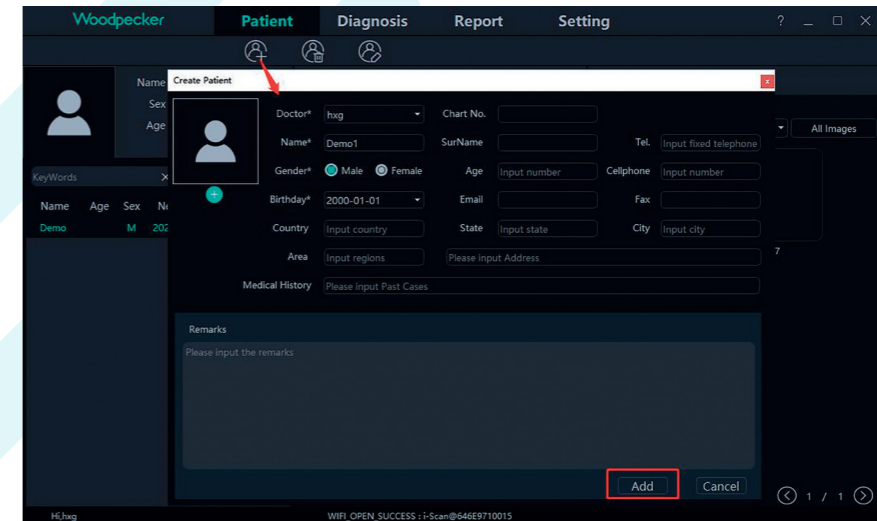 Woodpecker Patient Diagnosis Report Setting ?
Name Create Patient x
Sex Doctor* hxg Chart No.
Age All Images
Name* Demo1 SurName Tel. Input fixed telephone
KeyWords Gender* Male Female Age Input number Cellphone Input number
Name Age Sex Birthday* 2000-01-01 Email Fax
Demo M 202 Country Input country State Input state City Input city
Area Input regions Please input Address 7
Medical History Please input Past Cases
Remarks
Please input the remarks
Add Cancel
1 / 1
Hi,hxg WIFI_OPEN_SUCCESS : i-Scan@646E9710015